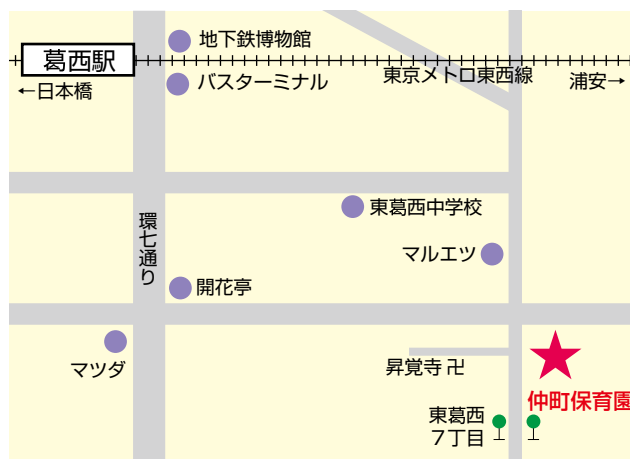 地下鉄博物館
葛西駅
東京メトロ東西線
浦安→
←日本橋
バスターミナル
東葛西中学校
環七通り
マルエツ
開花亭
マツダ
昇覚寺 卍
仲町保育園
東葛西
７丁目